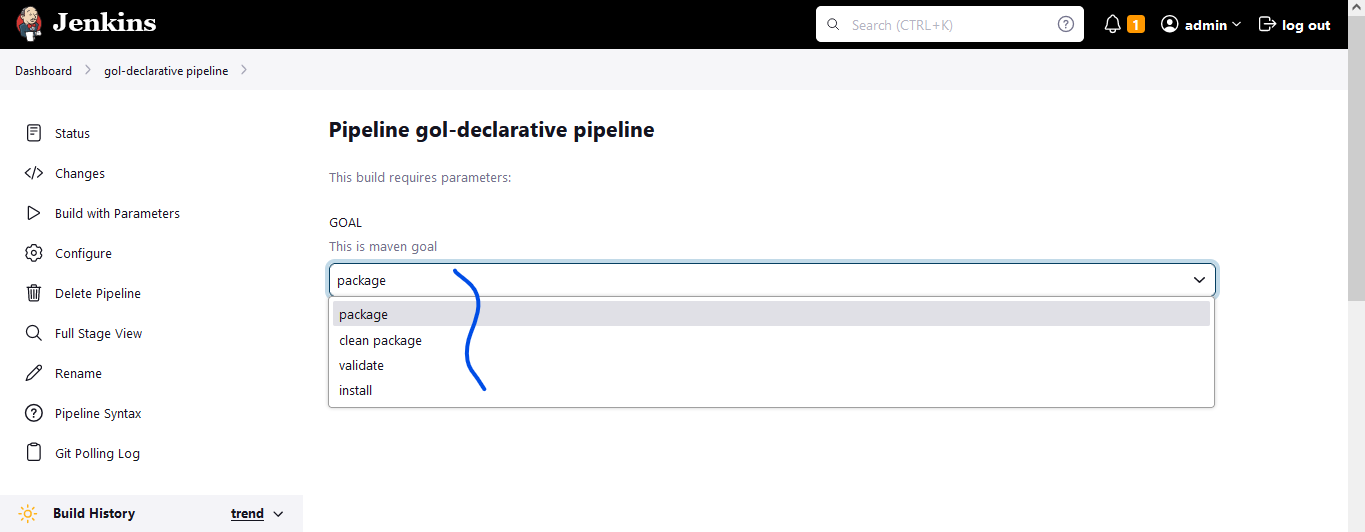 Jenkins
Search (CTRL+K)
?
1
admin
log out
Dashboard
gol-declarative pipeline
Status
Changes
Build with Parameters
Configure
Delete Pipeline
Full Stage View
Rename
Pipeline Syntax
Git Polling Log
Build History
trend
Pipeline gol-declarative pipeline
This build requires parameters:
GOAL
This is maven goal
package
package
clean package
validate
install